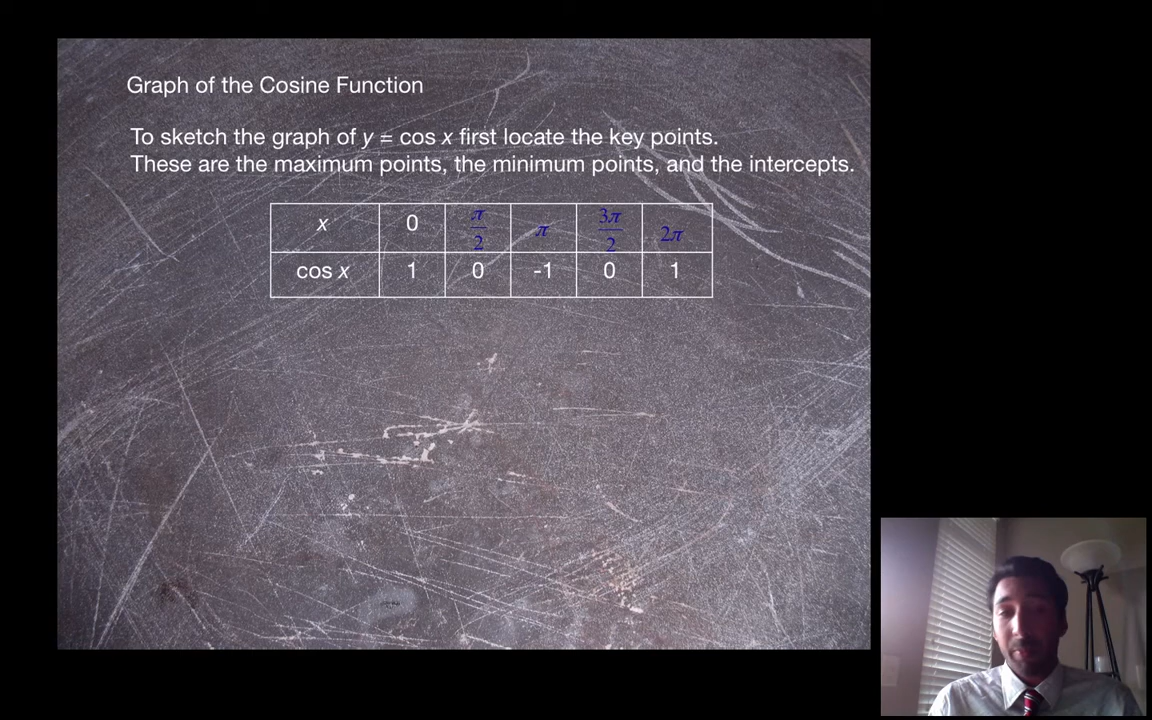 Graph of the Cosine Function
To sketch the graph of y = cos x first locate the key points.
These are the maximum points, the minimum points, and the intercepts.
x 0 π/2 π 3π/2 2π
cos x 1 0 -1 0 1